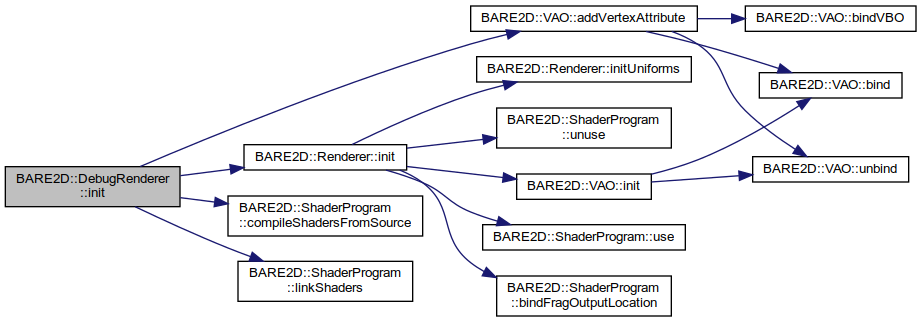 BARE2D::DebugRenderer
::init
BARE2D::VAO::addVertexAttribute
BARE2D::Renderer::init
BARE2D::ShaderProgram
::compileShadersFromSource
BARE2D::ShaderProgram
::linkShaders
BARE2D::VAO::bindVBO
BARE2D::VAO::bind
BARE2D::VAO::unbind
BARE2D::Renderer::initUniforms
BARE2D::ShaderProgram
::unuse
BARE2D::VAO::init
BARE2D::ShaderProgram::use
BARE2D::ShaderProgram
::bindFragOutputLocation